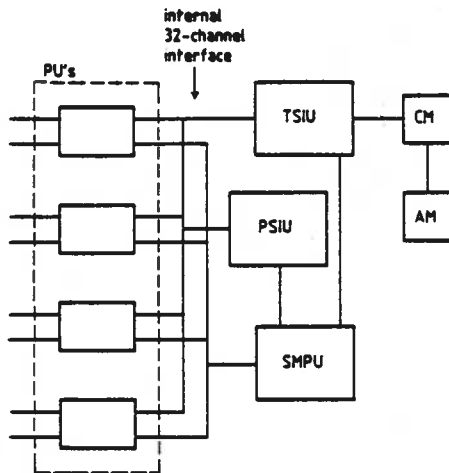 internal
32-channel
interface
PU's
TSIU
CM
PSIU
AM
SMPU